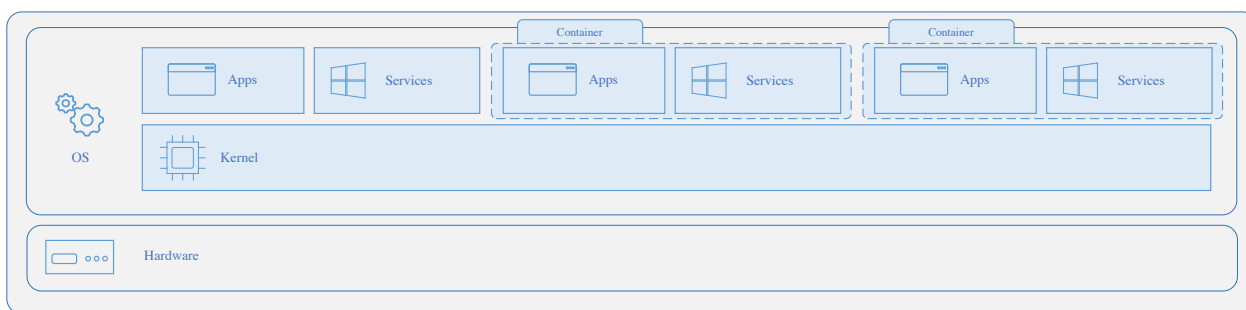 Container
Container
Apps
Services
Apps
Services
Apps
Services
OS
Kernel
Hardware